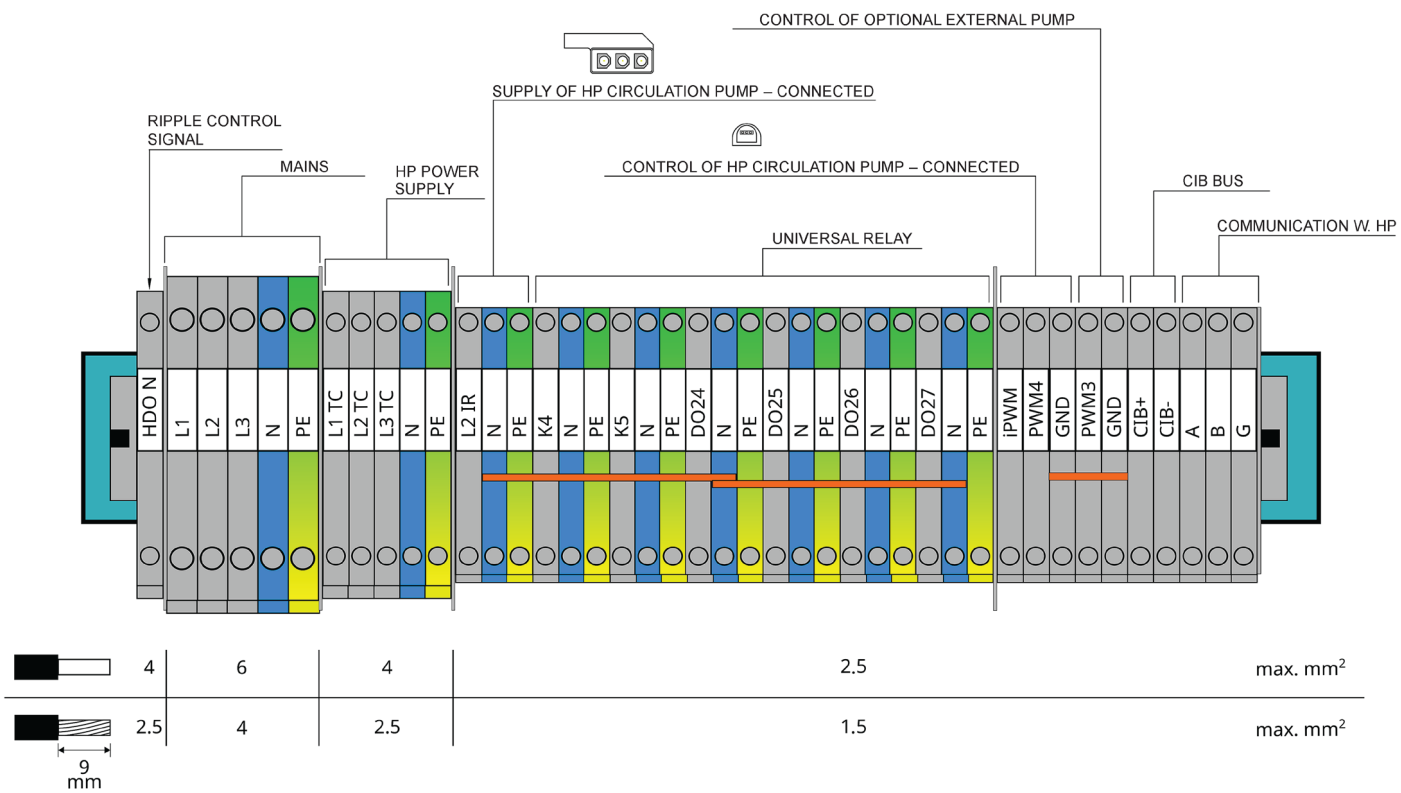 CONTROL OF OPTIONAL EXTERNAL PUMP
SUPPLY OF HP CIRCULATION PUMP – CONNECTED
RIPPLE CONTROL
SIGNAL
MAINS
HP POWER
SUPPLY
CONTROL OF HP CIRCULATION PUMP – CONNECTED
CIB BUS
COMMUNICATION W. HP
UNIVERSAL RELAY
HDO N
L1
L2
L3
N
PE
L1 TC
L2 TC
L3 TC
N
PE
L2 IR
N
PE
K4
N
PE
K5
N
PE
DO24
N
PE
DO25
N
PE
DO26
N
PE
DO27
N
PE
iPWM
PWM4
GND
PWM3
GND
CIB+
CIB-
A
B
G
4 6 4 2.5 max. mm²
2.5 4 2.5 1.5 max. mm²
9
mm